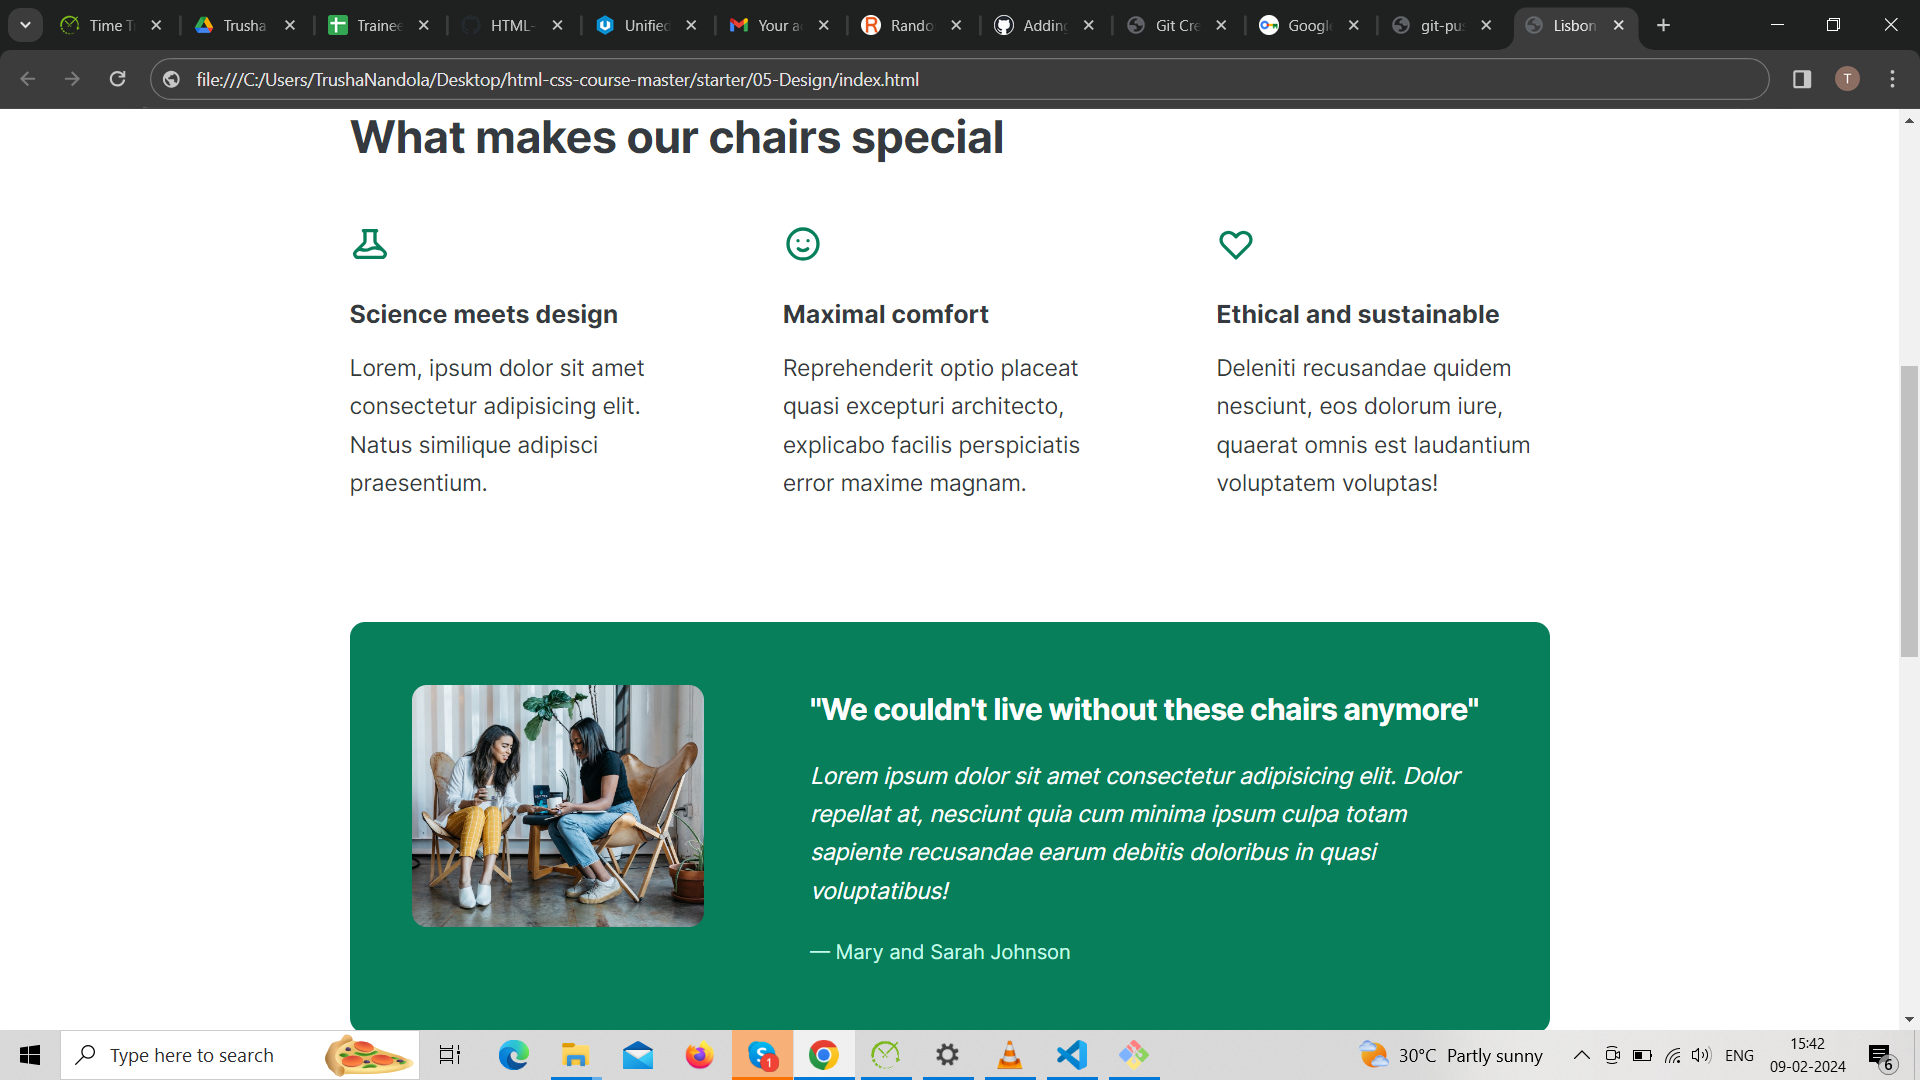 Time T
Trusha
Trainee
HTML-
Unified
Your a
Rando
Adding
Git Cre
Google
git-pu
Lisbon
file:///C:/Users/TrushaNandola/Desktop/html-css-course-master/starter/05-Design/index.html
T
What makes our chairs special
Science meets design
Lorem, ipsum dolor sit amet
consectetur adipisicing elit.
Natus similique adipisci
praesentium.
Maximal comfort
Reprehenderit optio placeat
quasi excepturi architecto,
explicabo facilis perspiciatis
error maxime magnam.
Ethical and sustainable
Deleniti recusandae quidem
nesciunt, eos dolorum iure,
quaerat omnis est laudantium
voluptatem voluptas!
"We couldn't live without these chairs anymore"
Lorem ipsum dolor sit amet consectetur adipisicing elit. Dolor
repellat at, nesciunt quia cum minima ipsum culpa totam
sapiente recusandae earum debitis doloribus in quasi
voluptatibus!
— Mary and Sarah Johnson
Type here to search
1
30°C Partly sunny
ENG
15:42
09-02-2024
6